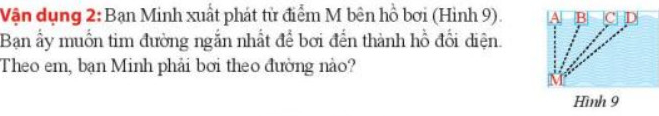 Vận dụng 2: Bạn Minh xuất phát từ điểm M bên hồ bơi (Hình 9).
Bạn ấy muốn tìm đường ngắn nhất để bơi đến thành hồ đối diện.
Theo em, bạn Minh phải bơi theo đường nào?
A B C D
M
Hình 9